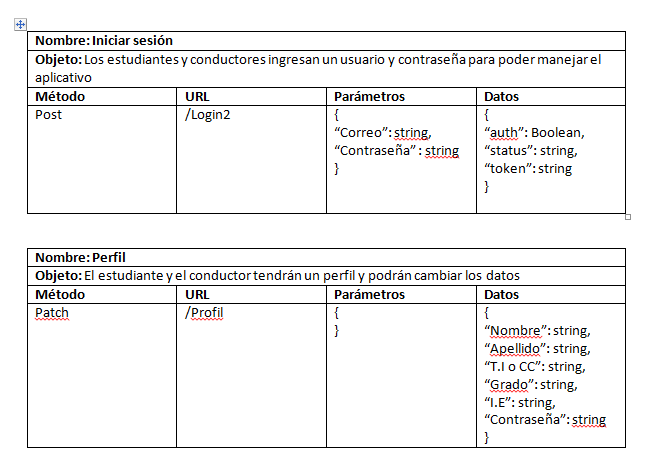 Nombre: Iniciar sesión
Objeto: Los estudiantes y conductores ingresan un usuario y contraseña para poder manejar el
aplicativo
Método URL Parámetros Datos
Post /Login2 { {
“Correo”: string, “auth”: Boolean,
“Contraseña” : string “status”: string,
} “token”: string
}
Nombre: Perfil
Objeto: El estudiante y el conductor tendrán un perfil y podrán cambiar los datos
Método URL Parámetros Datos
Patch /Profil { {
} “Nombre”: string,
“Apellido”: string,
“T.I o CC”: string,
“Grado”: string,
“I.E”: string,
“Contraseña”: string
}